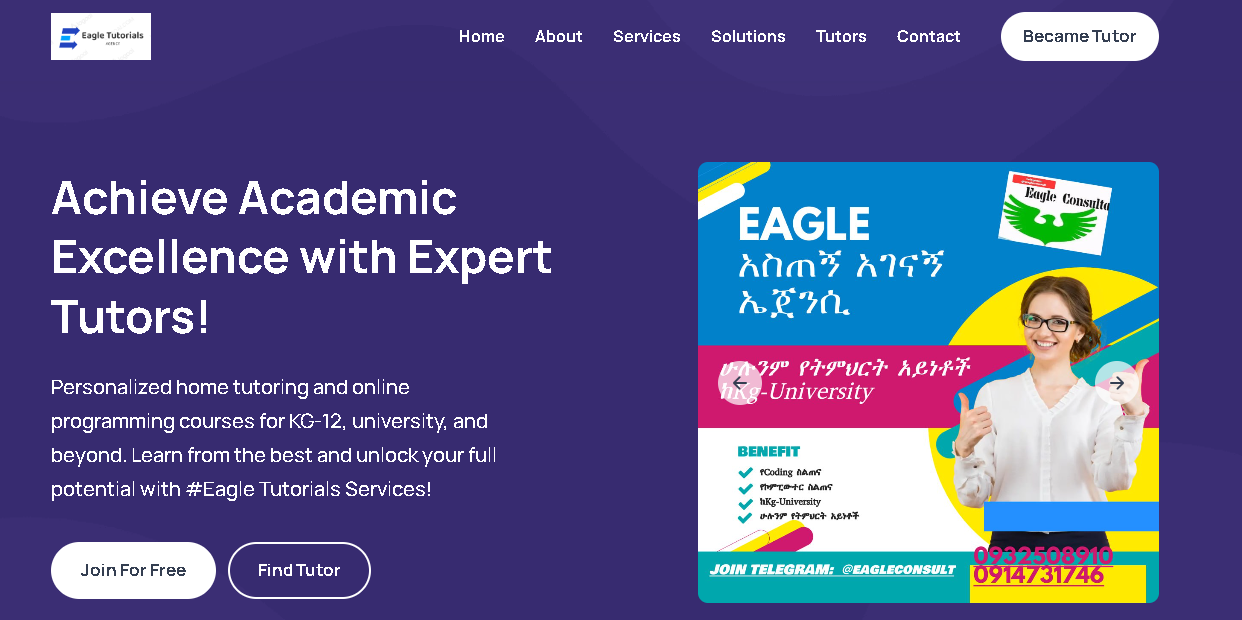 Eagle Tutorials
Home About Services Solutions Tutors Contact Became Tutor
Achieve Academic
Excellence with Expert
Tutors!
Personalized home tutoring and online
programming courses for KG-12, university, and
beyond. Learn from the best and unlock your full
potential with #Eagle Tutorials Services!
Join For Free Find Tutor
Eagle Consulta
EAGLE
አስጠኝ አገናኝ
ኤጀንሲ
ሁሉንም የትምህርት አይነቶች
ከKg-University
BENEFIT
የCoding ስልጠና
የኮምፒውተር ስልጠና
ከKg-University
ሁሉንም የትምህርት አይነቶች
JOIN TELEGRAM: @EAGLECONSULT
0932508910
0914731746